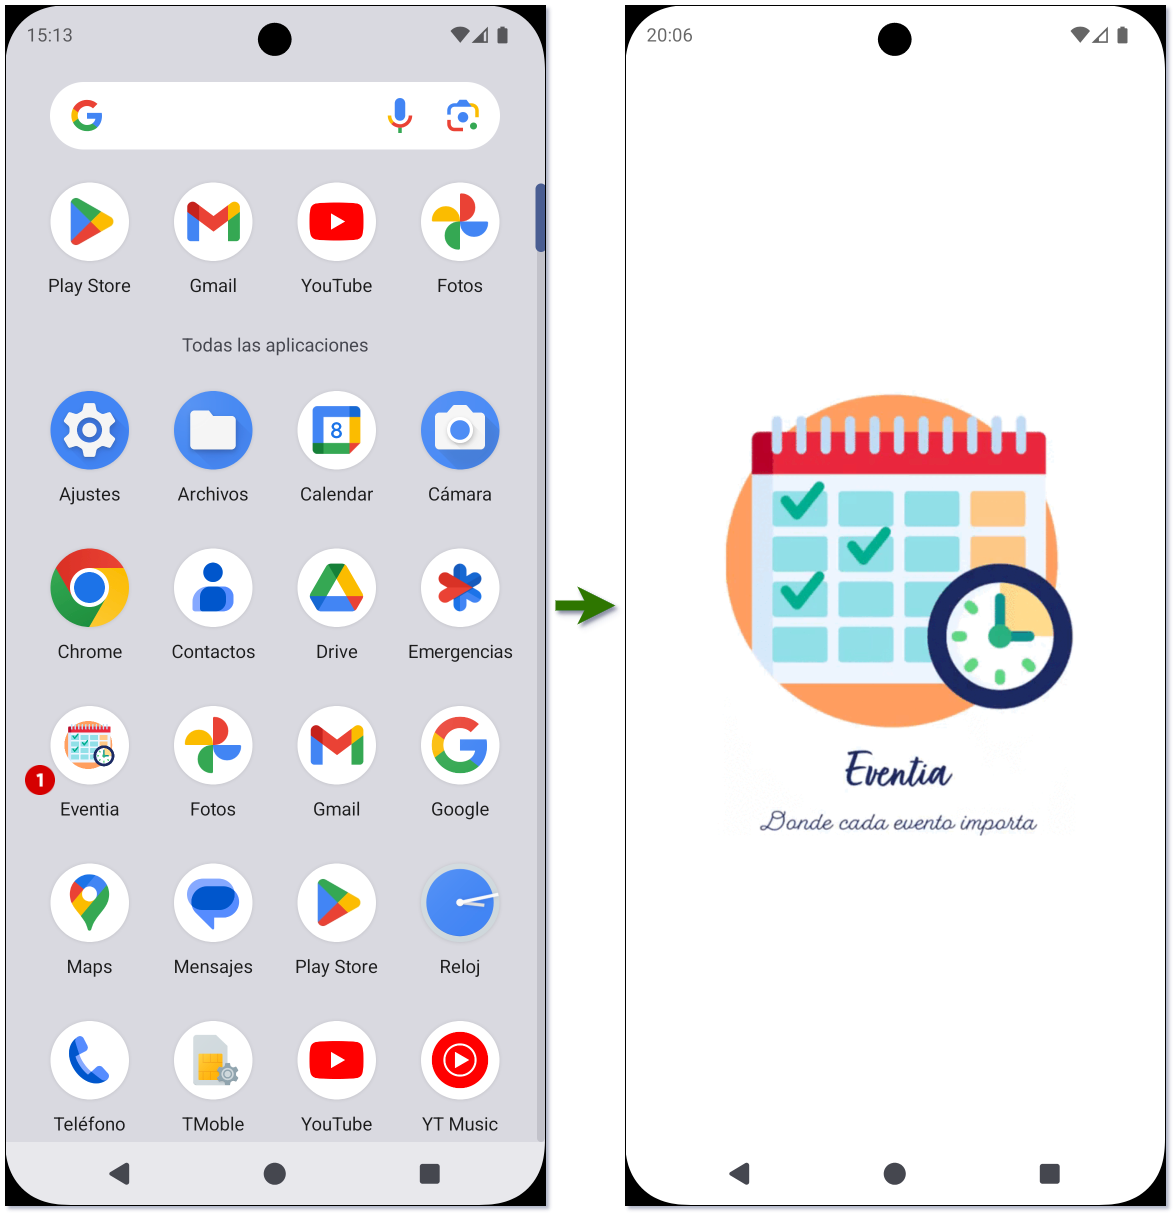 15:13
Play Store Gmail YouTube Fotos
Todas las aplicaciones
8
Ajustes Archivos Calendar Cámara
Chrome Contactos Drive Emergencias
1
Eventia Fotos Gmail Google
Maps Mensajes Play Store Reloj
Teléfono TMoble YouTube YT Music
20:06
Eventia
Donde cada evento importa